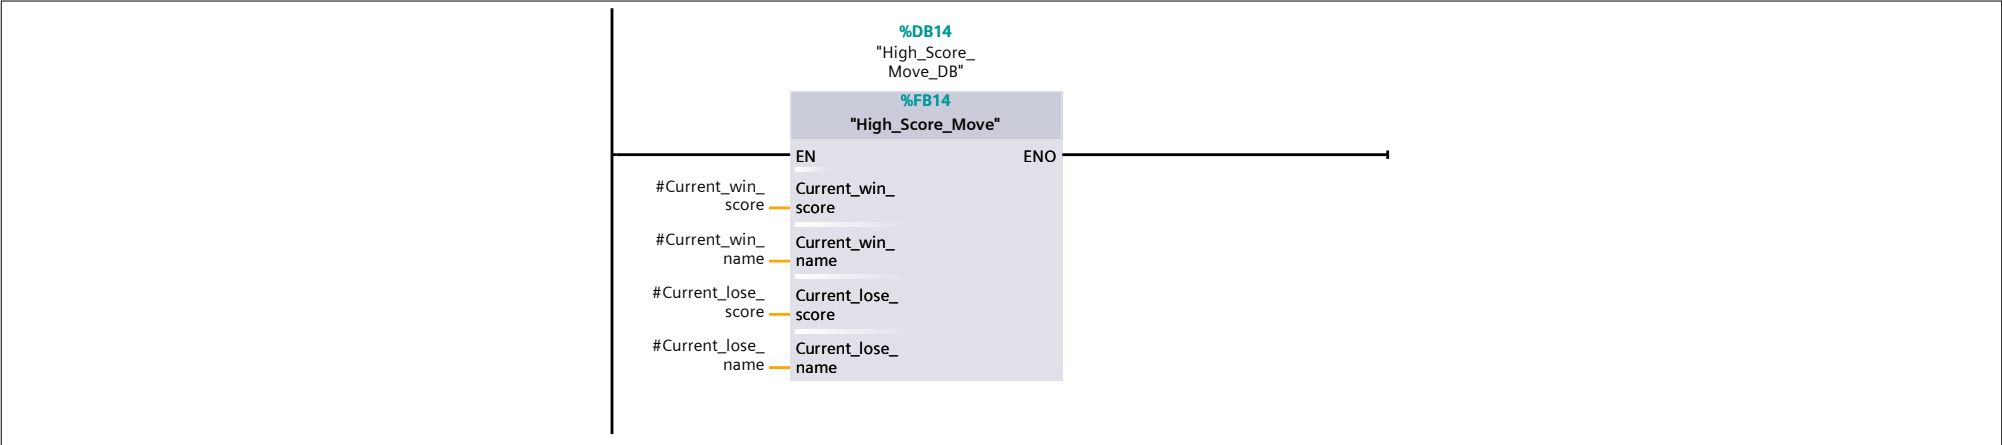 %DB14
"High_Score_
Move_DB"
%FB14
"High_Score_Move"
EN
ENO
#Current_win_
score
Current_win_
score
#Current_win_
name
Current_win_
name
#Current_lose_
score
Current_lose_
score
#Current_lose_
name
Current_lose_
name